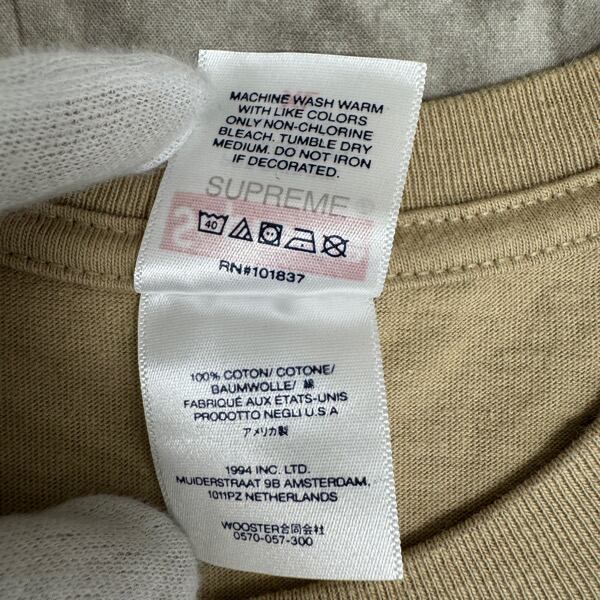 MACHINE WASH WARM
WITH LIKE COLORS
ONLY NON-CHLORINE
BLEACH. TUMBLE DRY
MEDIUM. DO NOT IRON
IF DECORATED.
SUPREME
40
RN#101837
100% COTON/ COTONE/
BAUMWOLLE/ 綿
FABRIQUÉ AUX ÉTATS-UNIS
PRODOTTO NEGLI U.S A
アメリカ製
1994 INC. LTD.
MUIDERSTRAAT 9B AMSTERDAM.
1011PZ NETHERLANDS
WOOSTER合同会社
0570-057-300